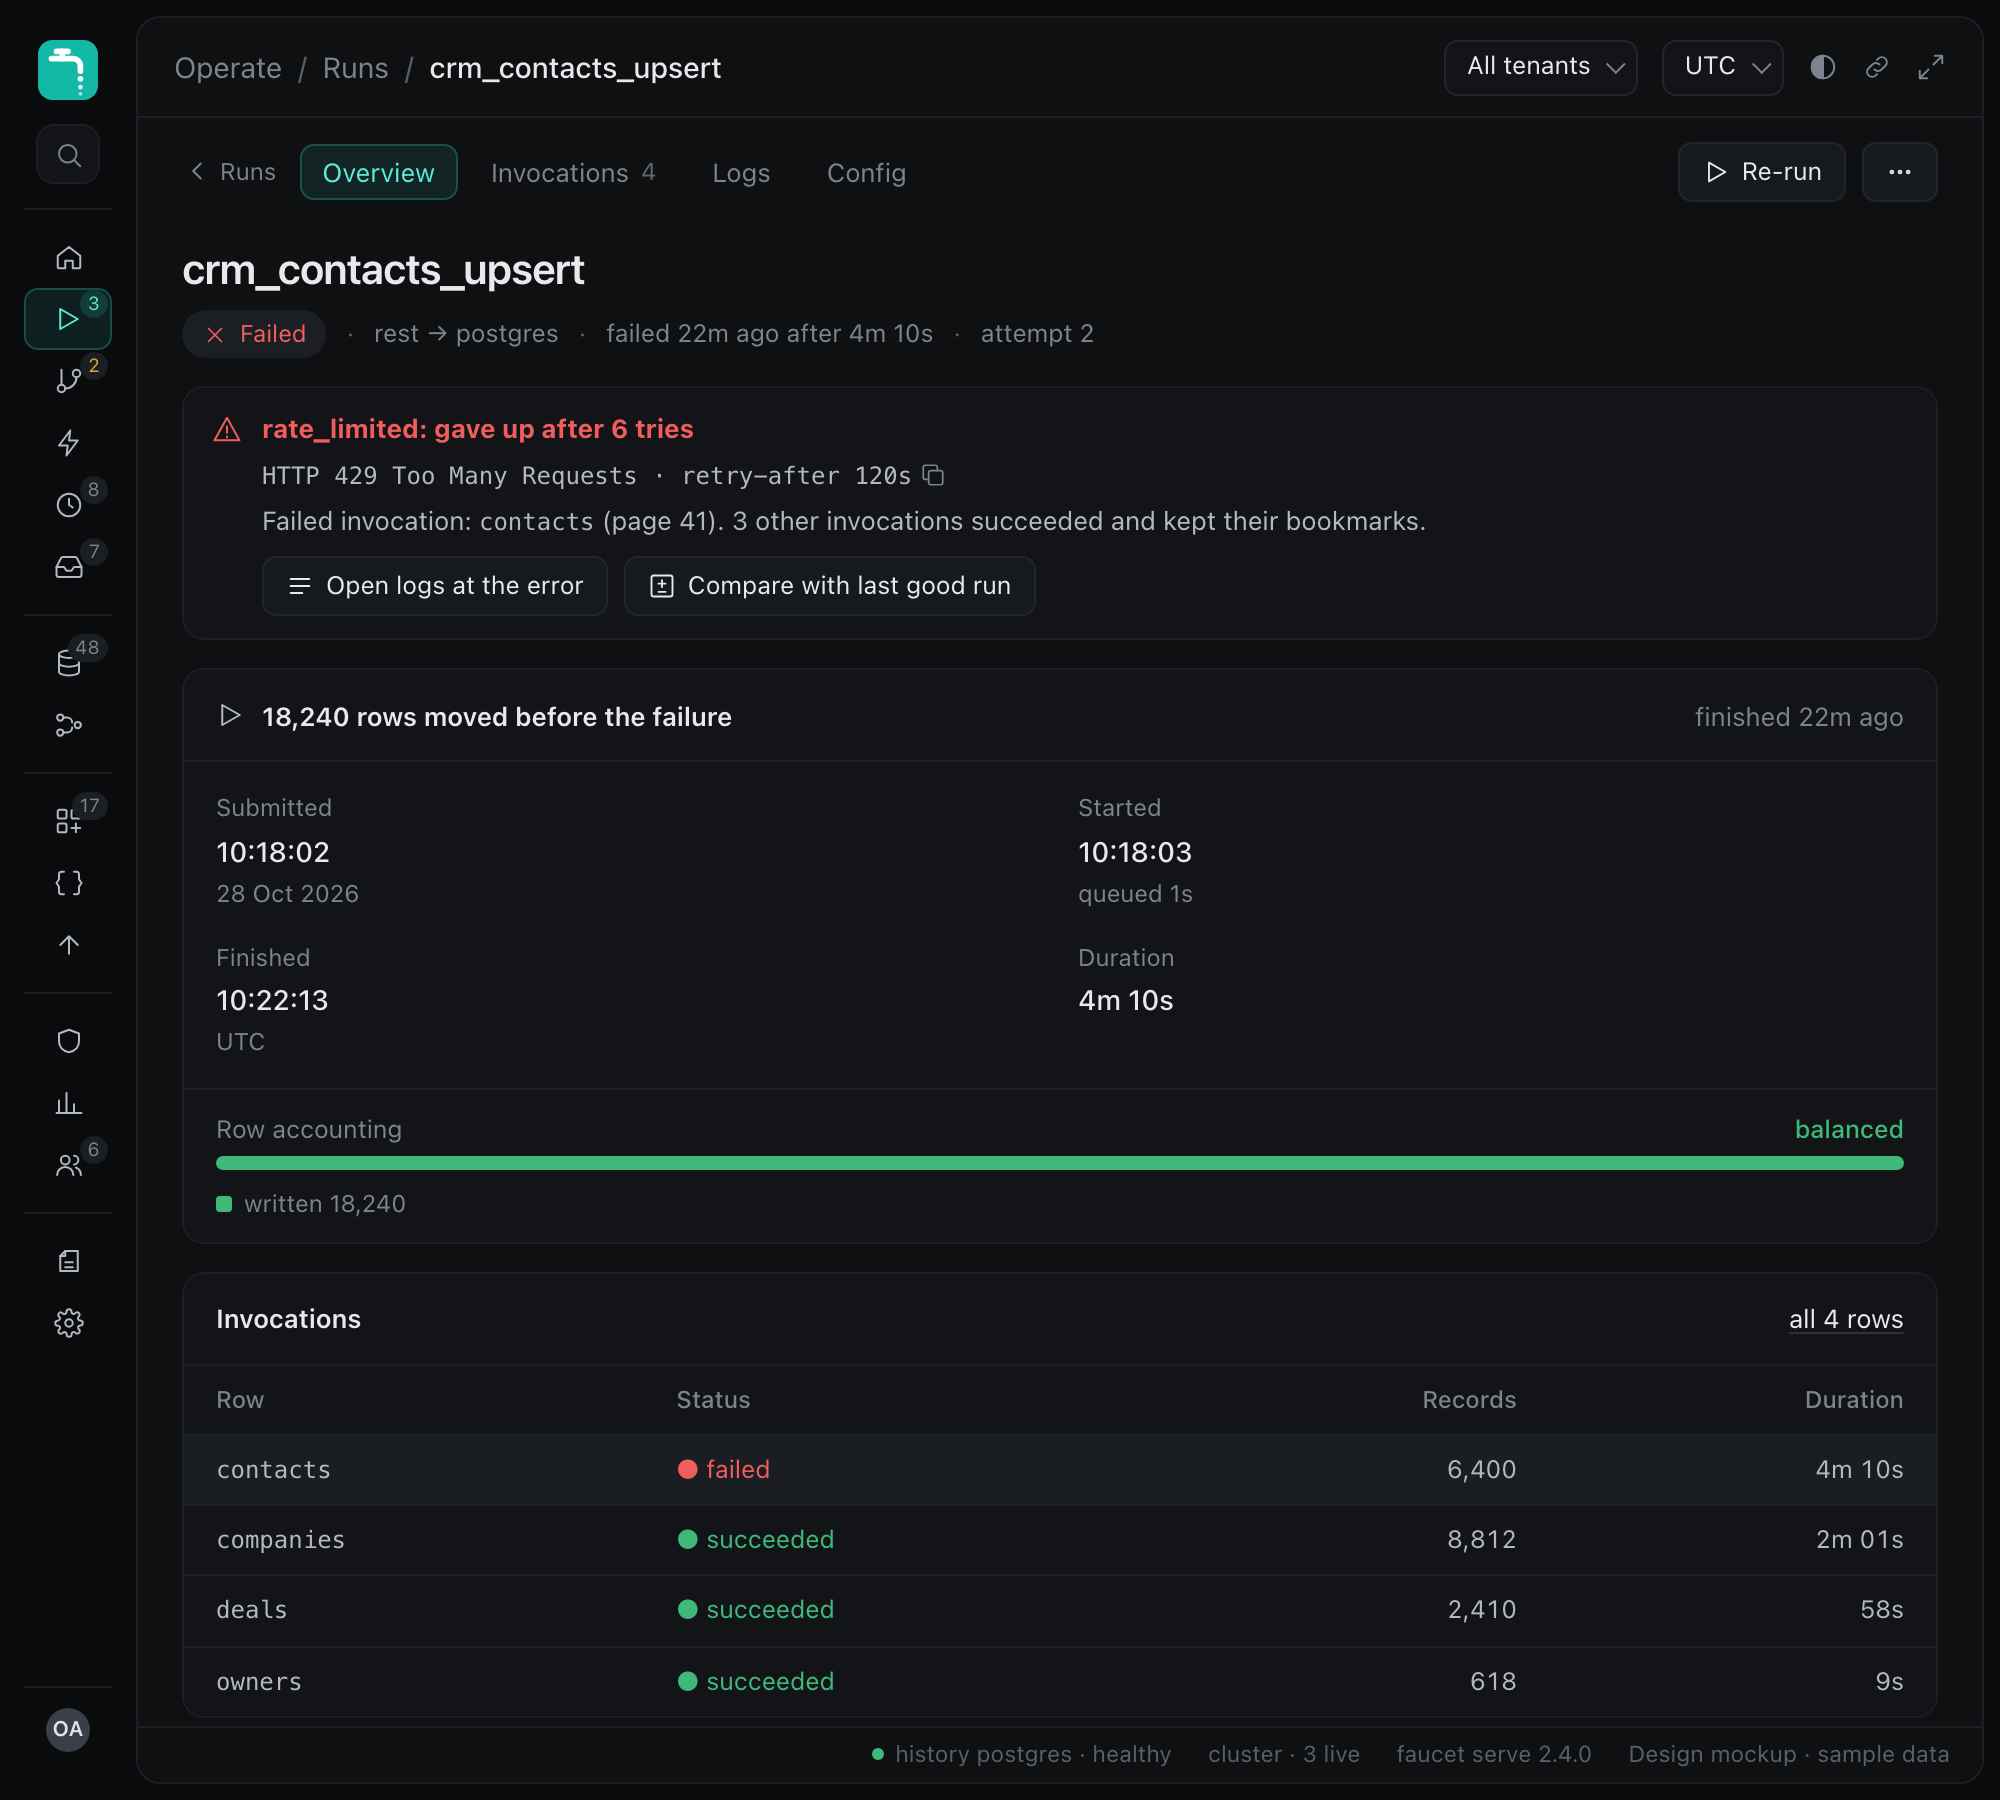 Operate / Runs / crm_contacts_upsert
All tenants
UTC
Runs
Overview
Invocations 4
Logs
Config
Re-run
crm_contacts_upsert
Failed · rest → postgres · failed 22m ago after 4m 10s · attempt 2
rate_limited: gave up after 6 tries
HTTP 429 Too Many Requests · retry-after 120s
Failed invocation: contacts (page 41). 3 other invocations succeeded and kept their bookmarks.
Open logs at the error
Compare with last good run
18,240 rows moved before the failure
finished 22m ago
Submitted
10:18:02
28 Oct 2026
Started
10:18:03
queued 1s
Finished
10:22:13
UTC
Duration
4m 10s
Row accounting
balanced
written 18,240
Invocations
all 4 rows
Row Status Records Duration
contacts failed 6,400 4m 10s
companies succeeded 8,812 2m 01s
deals succeeded 2,410 58s
owners succeeded 618 9s
3
2
8
7
48
17
6
OA
history postgres · healthy
cluster · 3 live
faucet serve 2.4.0
Design mockup · sample data